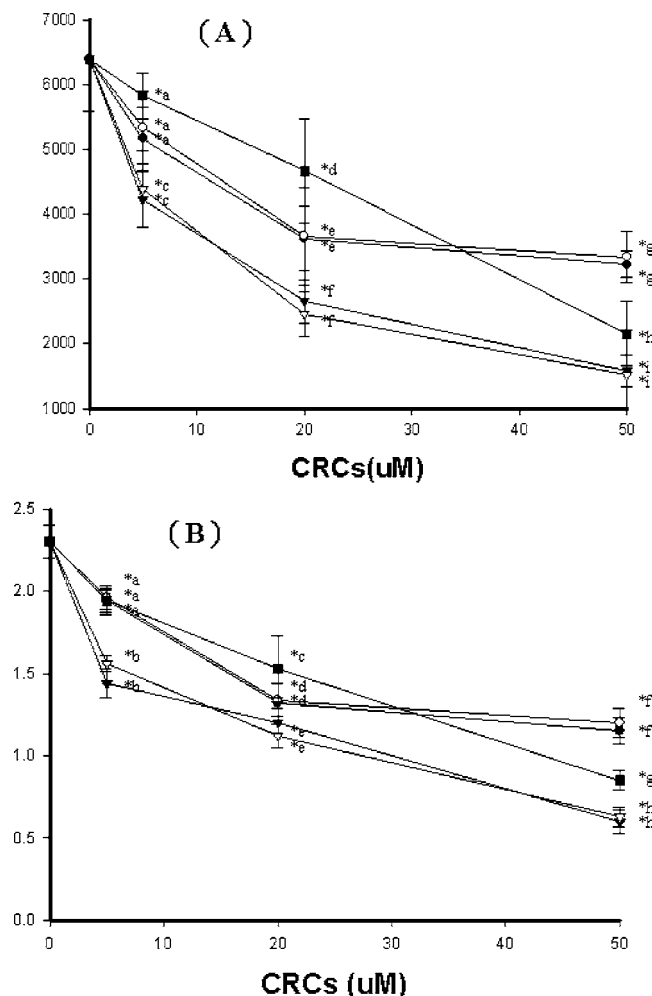 (A)
7000
6000
5000
4000
3000
2000
1000
*a
*a
*a
*c
*c
*d
*e
*e
*f
*f
*g
*g
0
10
20
30
40
50
CRCs(uM)
(B)
2.5
2.0
1.5
1.0
0.5
0.0
*a
*a
*b
*b
*c
*d
*d
*e
*e
*f
*f
*g
0
10
20
30
40
50
CRCs (uM)